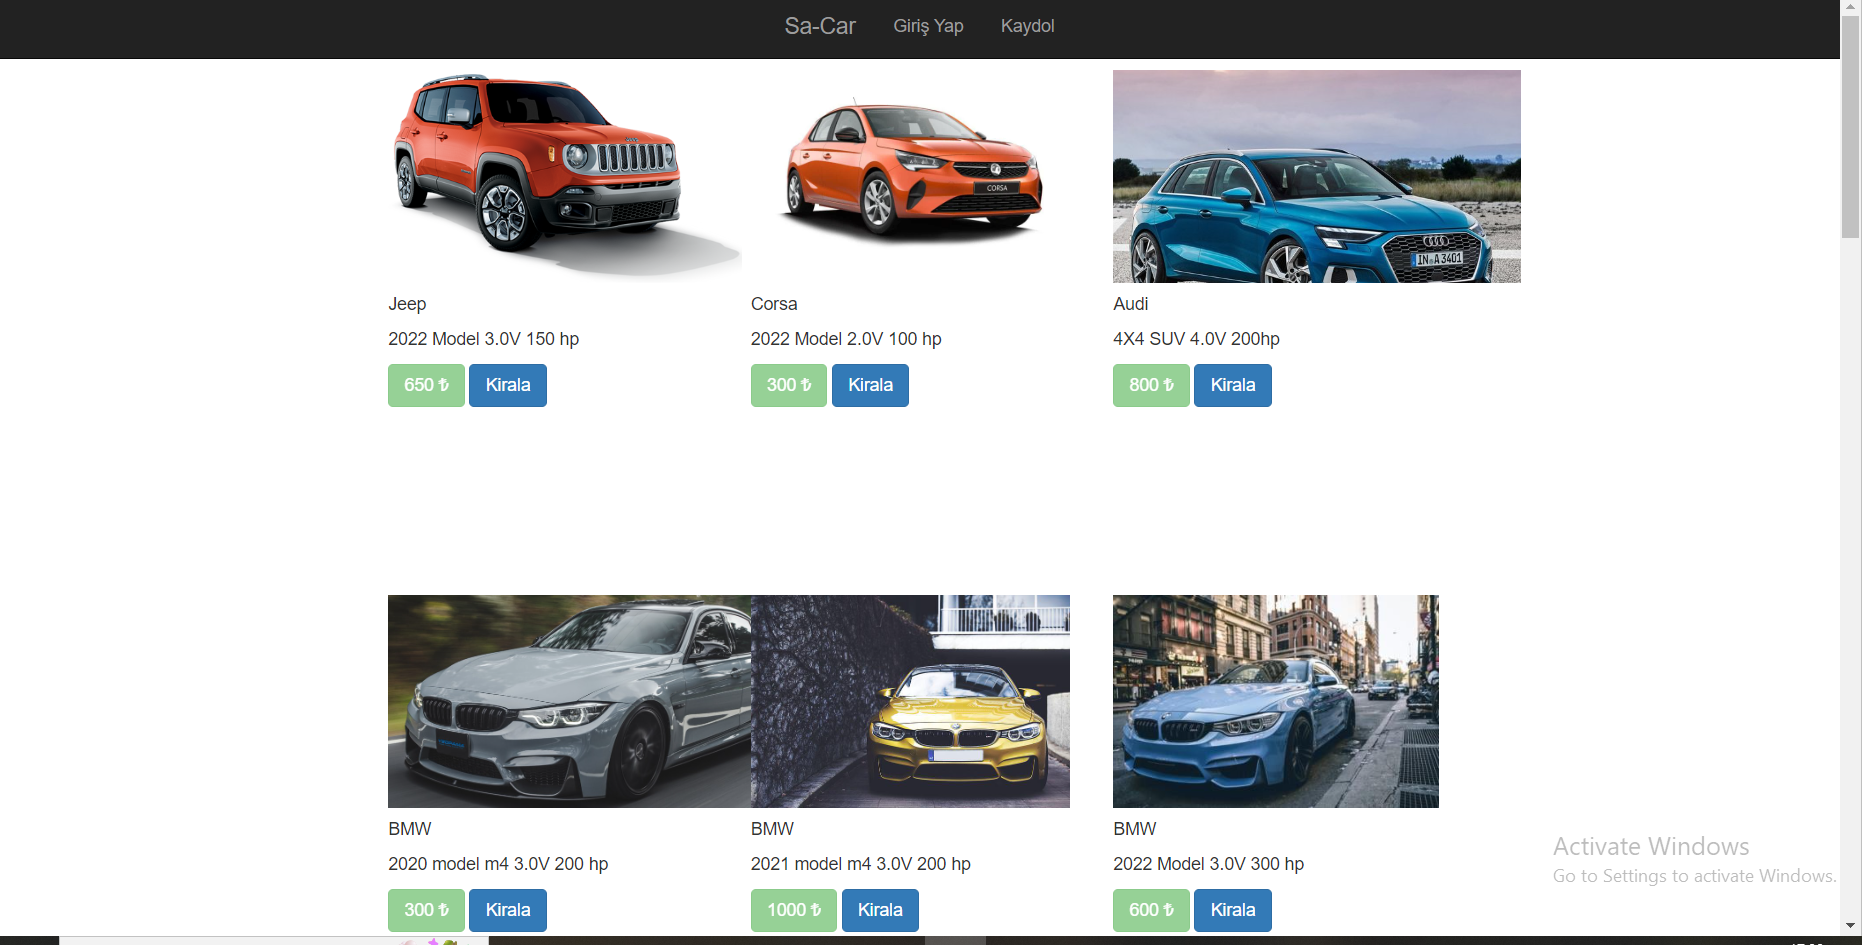 Sa-Car Giriş Yap Kaydol
CORSA
IN A 3401
Jeep
Corsa
Audi
2022 Model 3.0V 150 hp
2022 Model 2.0V 100 hp
4X4 SUV 4.0V 200hp
650 ₺ Kirala
300 ₺ Kirala
800 ₺ Kirala
BMW
BMW
BMW
2020 model m4 3.0V 200 hp
2021 model m4 3.0V 200 hp
2022 Model 3.0V 300 hp
300 ₺ Kirala
1000 ₺ Kirala
600 ₺ Kirala
Activate Windows
Go to Settings to activate Windows.